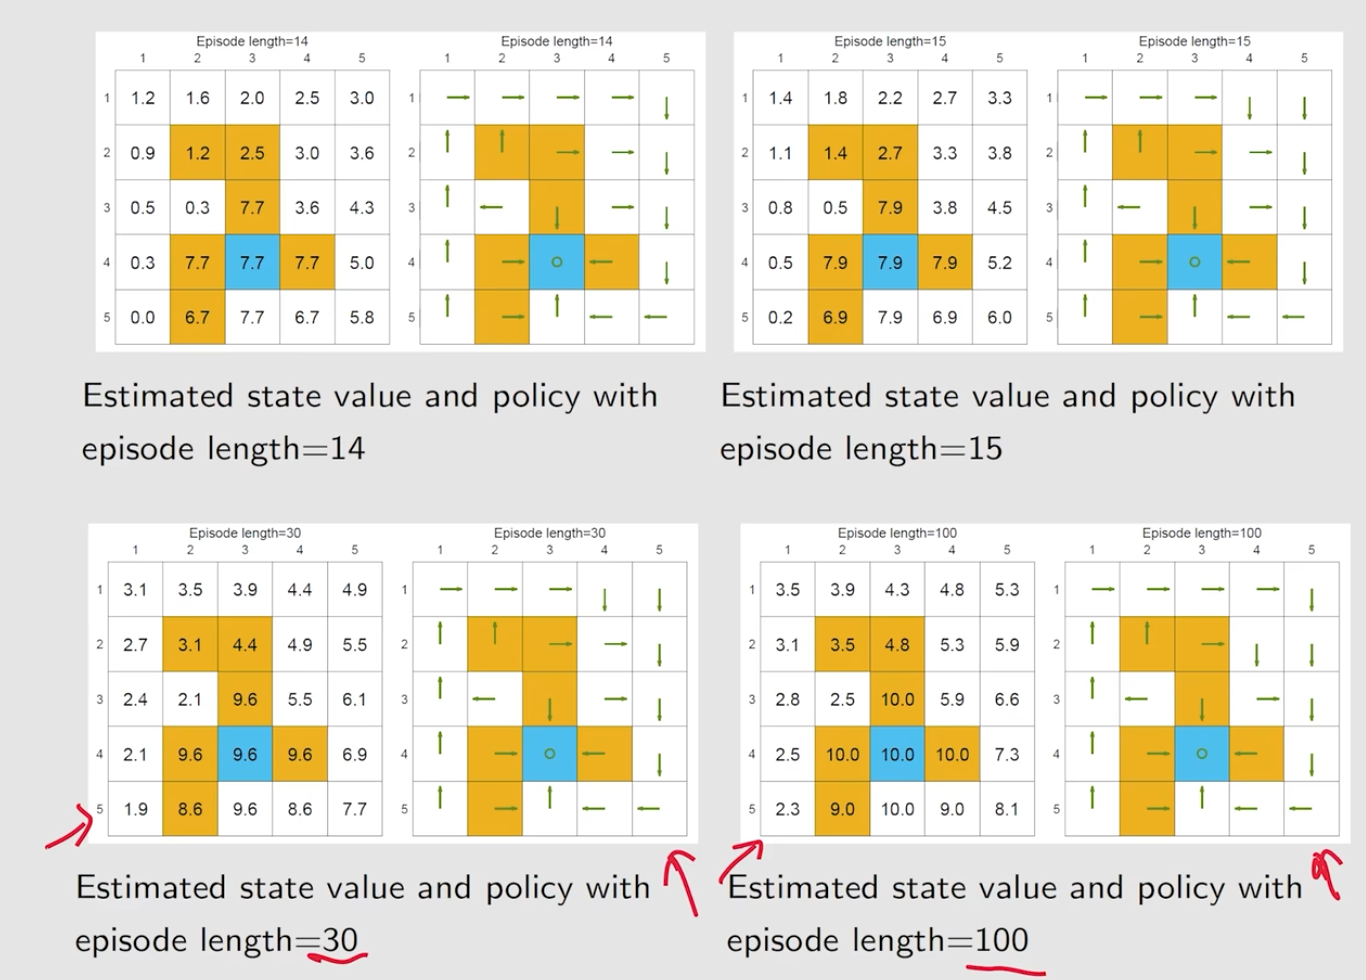 Episode length=14
1 2 3 4 5
1 1.2 1.6 2.0 2.5 3.0
2 0.9 1.2 2.5 3.0 3.6
3 0.5 0.3 7.7 3.6 4.3
4 0.3 7.7 7.7 7.7 5.0
5 0.0 6.7 7.7 6.7 5.8
Episode length=14
1 2 3 4 5
1
2
3
4
5
Estimated state value and policy with
episode length=14
Episode length=15
1 2 3 4 5
1 1.4 1.8 2.2 2.7 3.3
2 1.1 1.4 2.7 3.3 3.8
3 0.8 0.5 7.9 3.8 4.5
4 0.5 7.9 7.9 7.9 5.2
5 0.2 6.9 7.9 6.9 6.0
Episode length=15
1 2 3 4 5
1
2
3
4
5
Estimated state value and policy with
episode length=15
Episode length=30
1 2 3 4 5
1 3.1 3.5 3.9 4.4 4.9
2 2.7 3.1 4.4 4.9 5.5
3 2.4 2.1 9.6 5.5 6.1
4 2.1 9.6 9.6 9.6 6.9
5 1.9 8.6 9.6 8.6 7.7
Episode length=30
1 2 3 4 5
1
2
3
4
5
Estimated state value and policy with
episode length=30
Episode length=100
1 2 3 4 5
1 3.5 3.9 4.3 4.8 5.3
2 3.1 3.5 4.8 5.3 5.9
3 2.8 2.5 10.0 5.9 6.6
4 2.5 10.0 10.0 10.0 7.3
5 2.3 9.0 10.0 9.0 8.1
Episode length=100
1 2 3 4 5
1
2
3
4
5
Estimated state value and policy with
episode length=100